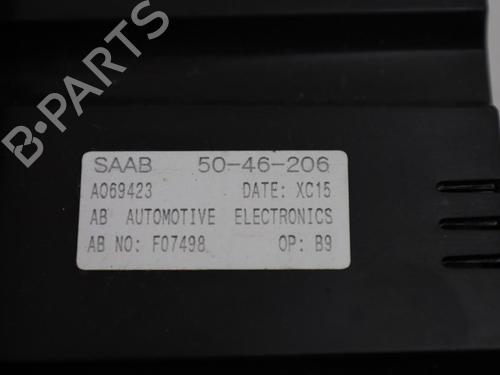 B-PARTS
SAAB 50-46-206
A069423 DATE: XC15
AB AUTOMOTIVE ELECTRONICS
AB NO: F07498 OP: B9